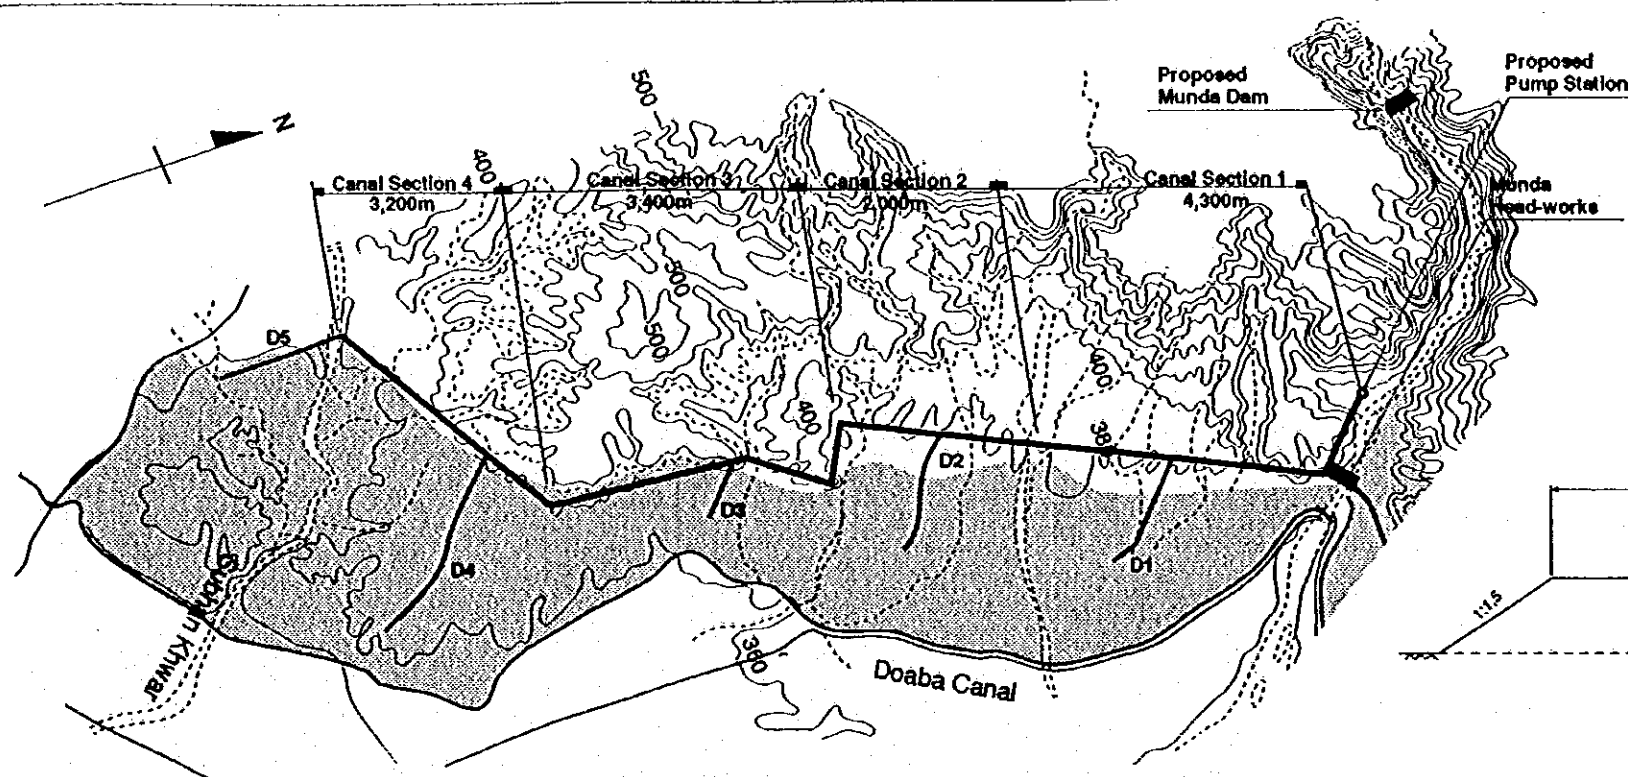 Proposed
Munda Dam
Proposed
Pump Station
Munda
Head-works
N
500
400
Canal Section 4
3,200m
Canal Section 3
3,400m
Canal Section 2
2,000m
Canal Section 1
4,300m
500
500
400
400
D5
D4
D3
D2
D1
360
Doaba Canal
Khwar
1:1.5